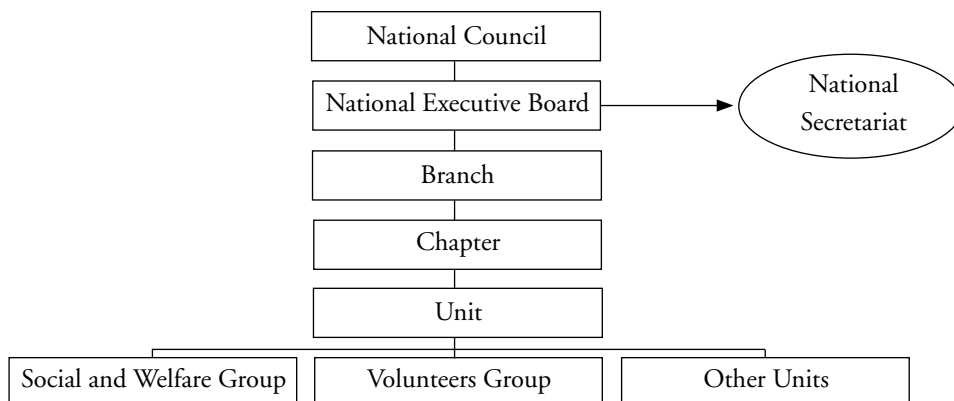 National Council
National Executive Board
National
Secretariat
Branch
Chapter
Unit
Social and Welfare Group
Volunteers Group
Other Units